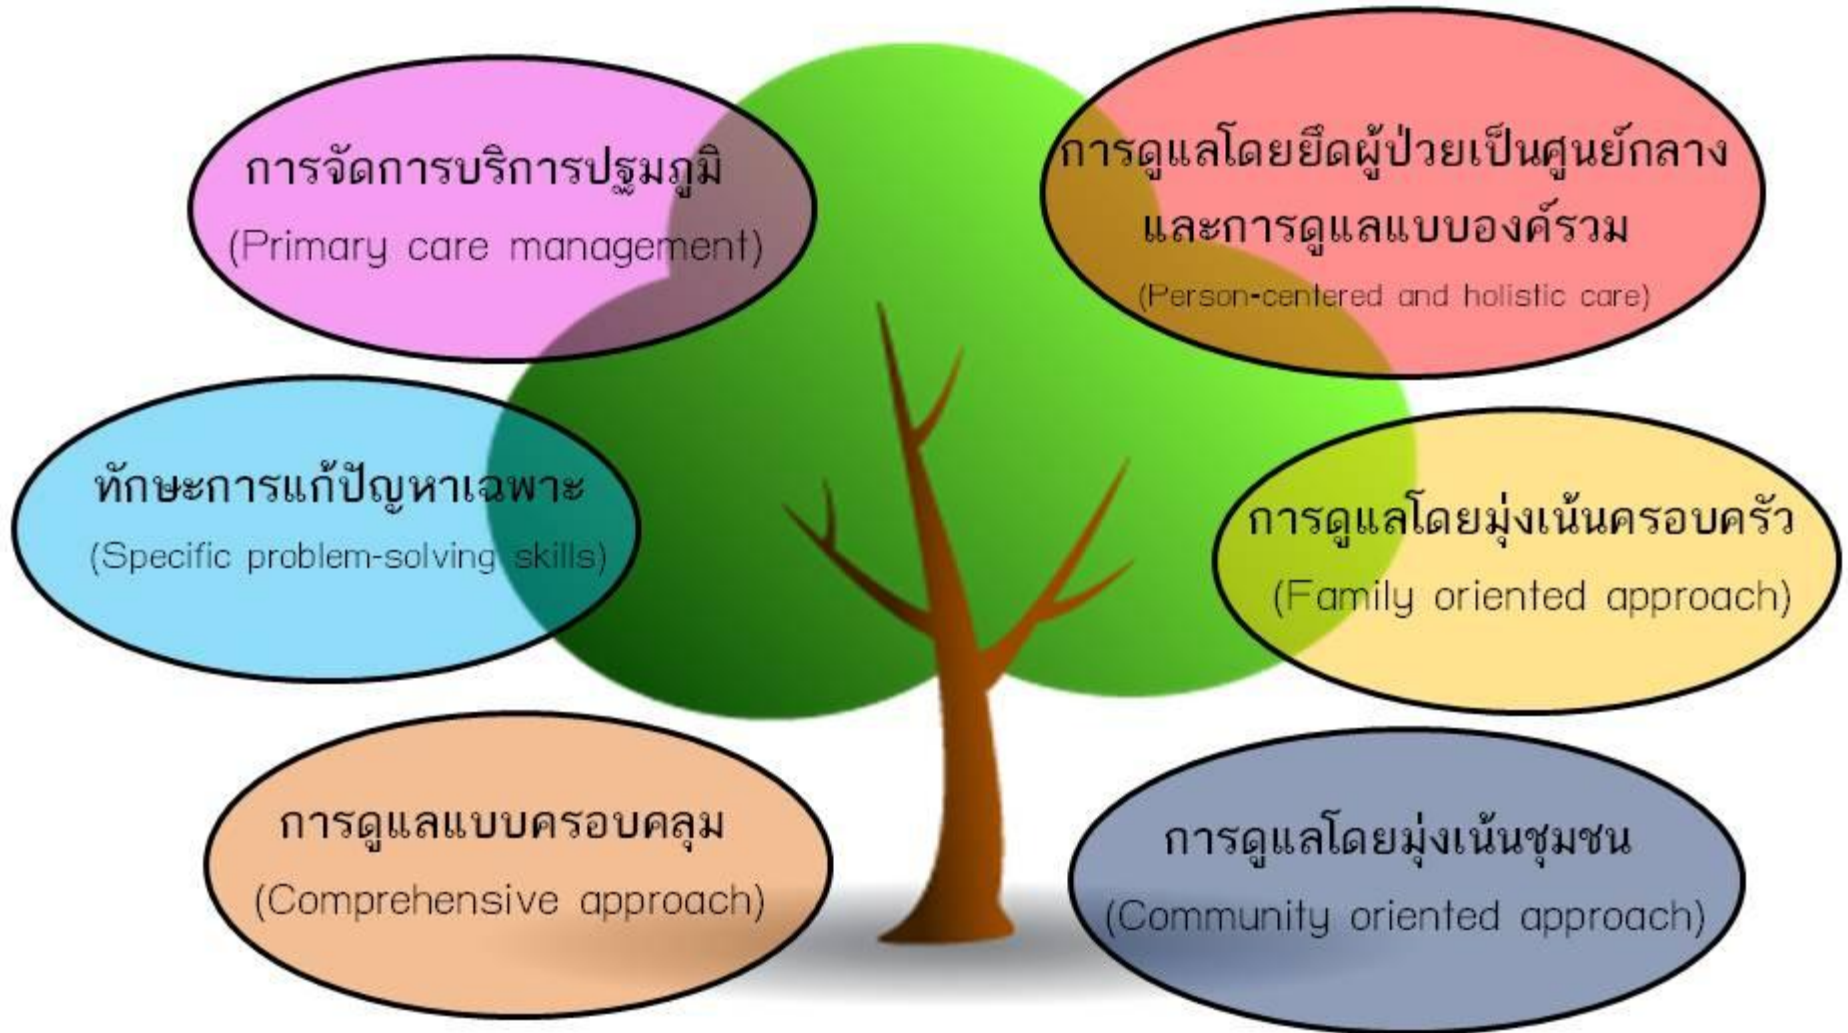 การจัดการบริการปฐมภูมิ
(Primary care management)
การดูแลโดยยึดผู้ป่วยเป็นศูนย์กลาง
และการดูแลแบบองค์รวม
(Person-centered and holistic care)
ทักษะการแก้ปัญหาเฉพาะ
(Specific problem-solving skills)
การดูแลโดยมุ่งเน้นครอบครัว
(Family oriented approach)
การดูแลแบบครอบคลุม
(Comprehensive approach)
การดูแลโดยมุ่งเน้นชุมชน
(Community oriented approach)